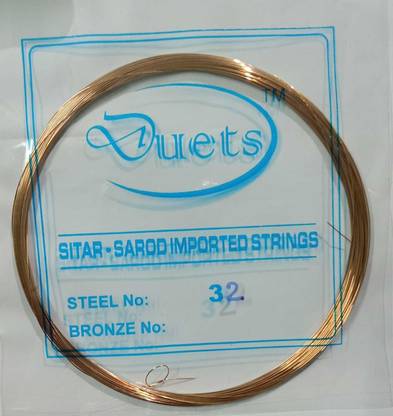 Duets TM
SITAR - SAROD IMPORTED STRINGS
STEEL No: 32.
BRONZE No: